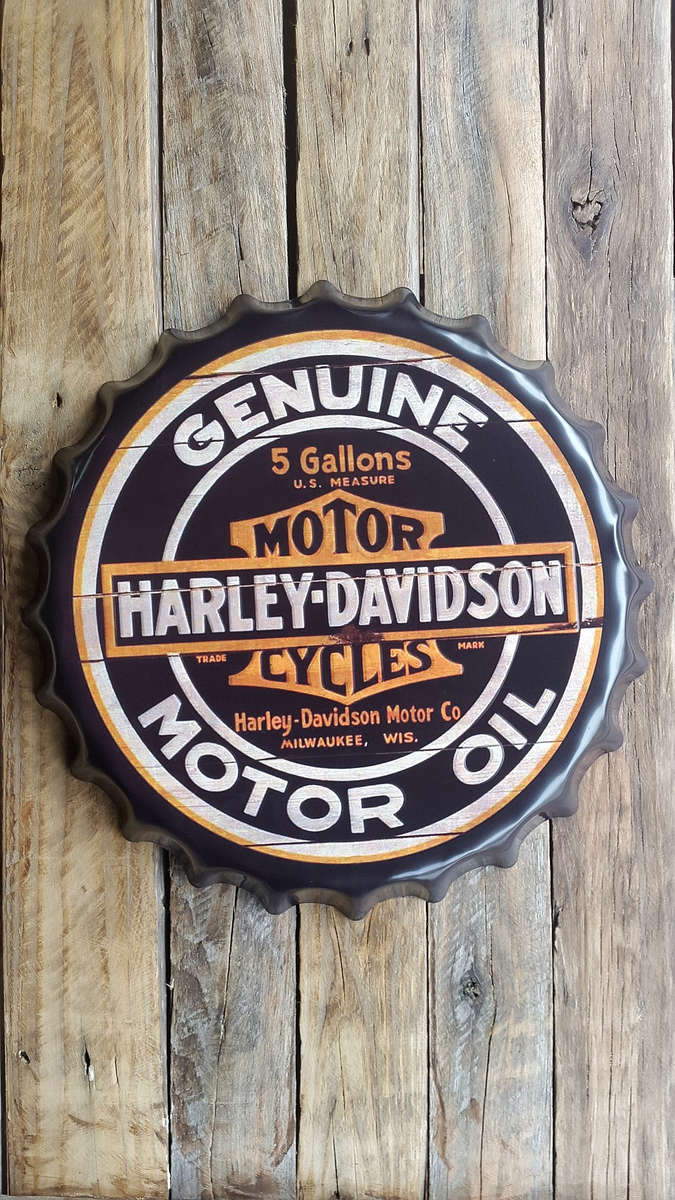 GENUINE
5 Gallons
U.S. MEASURE
MOTOR
HARLEY-DAVIDSON
TRADE CYCLES MARK
Harley-Davidson Motor Co
MILWAUKEE, WIS.
MOTOR OIL